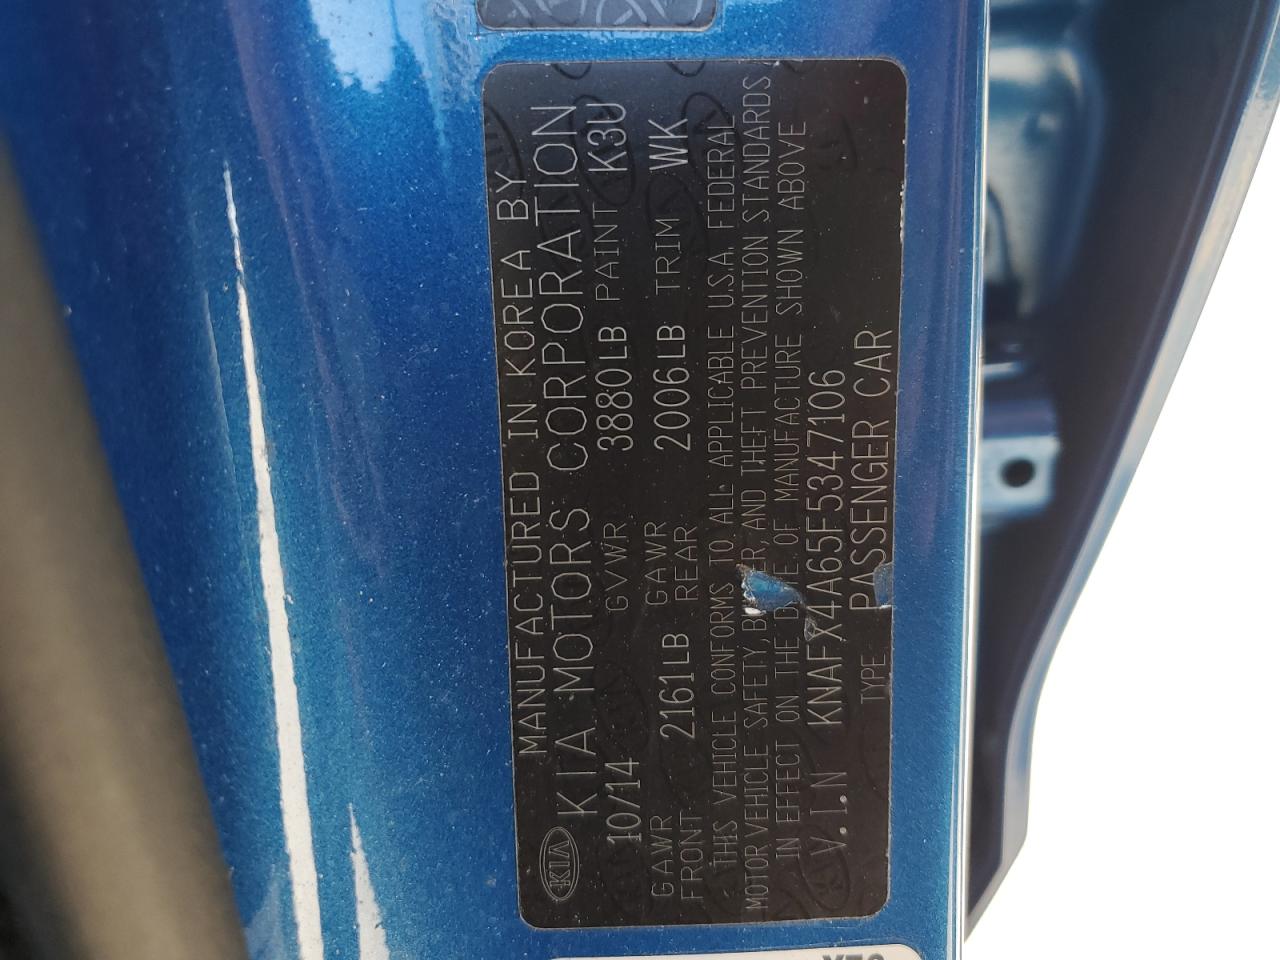 MANUFACTURED IN KOREA BY
KIA KIA MOTORS CORPORATION
10/14 GVWR 3880LB PAINT K3U
GAWR FRONT 2161LB GAWR REAR 2006LB TRIM WK
THIS VEHICLE CONFORMS TO ALL APPLICABLE U.S.A. FEDERAL
MOTOR VEHICLE SAFETY, AND THEFT PREVENTION STANDARDS
IN EFFECT ON THE OF MANUFACTURE SHOWN ABOVE
V.I.N KNAFX4A65F5347106
TYPE PASSENGER CAR